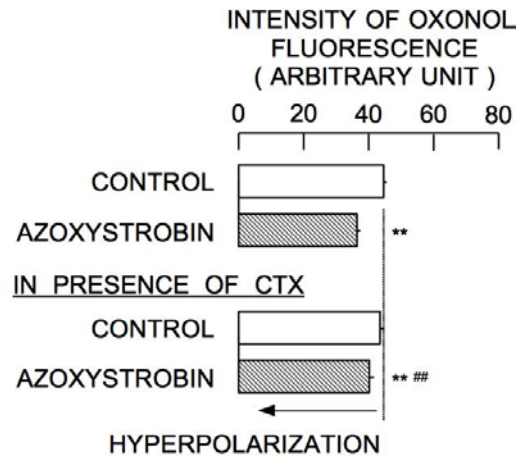 INTENSITY OF OXONOL
FLUORESCENCE
( ARBITRARY UNIT )
0 20 40 60 80
CONTROL
AZOXYSTROBIN **
IN PRESENCE OF CTX
CONTROL
AZOXYSTROBIN ** ##
HYPERPOLARIZATION